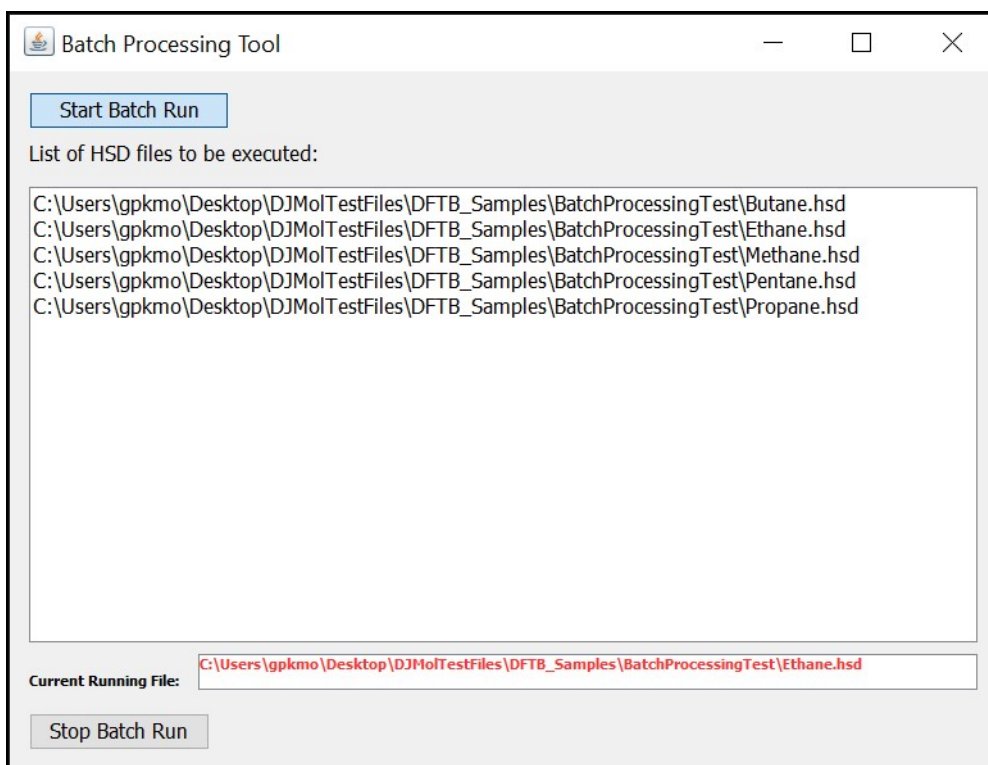 Batch Processing Tool
Start Batch Run
List of HSD files to be executed:
C:\Users\gpkmo\Desktop\DJMolTestFiles\DFTB_Samples\BatchProcessingTest\Butane.hsd
C:\Users\gpkmo\Desktop\DJMolTestFiles\DFTB_Samples\BatchProcessingTest\Ethane.hsd
C:\Users\gpkmo\Desktop\DJMolTestFiles\DFTB_Samples\BatchProcessingTest\Methane.hsd
C:\Users\gpkmo\Desktop\DJMolTestFiles\DFTB_Samples\BatchProcessingTest\Pentane.hsd
C:\Users\gpkmo\Desktop\DJMolTestFiles\DFTB_Samples\BatchProcessingTest\Propane.hsd
Current Running File: C:\Users\gpkmo\Desktop\DJMolTestFiles\DFTB_Samples\BatchProcessingTest\Ethane.hsd
Stop Batch Run